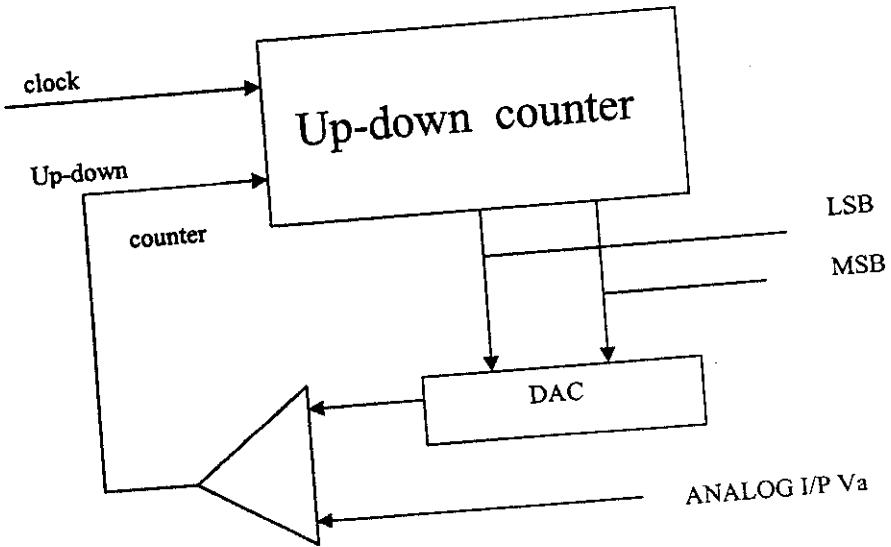 clock
Up-down counter
Up-down
counter
LSB
MSB
DAC
ANALOG I/P Va